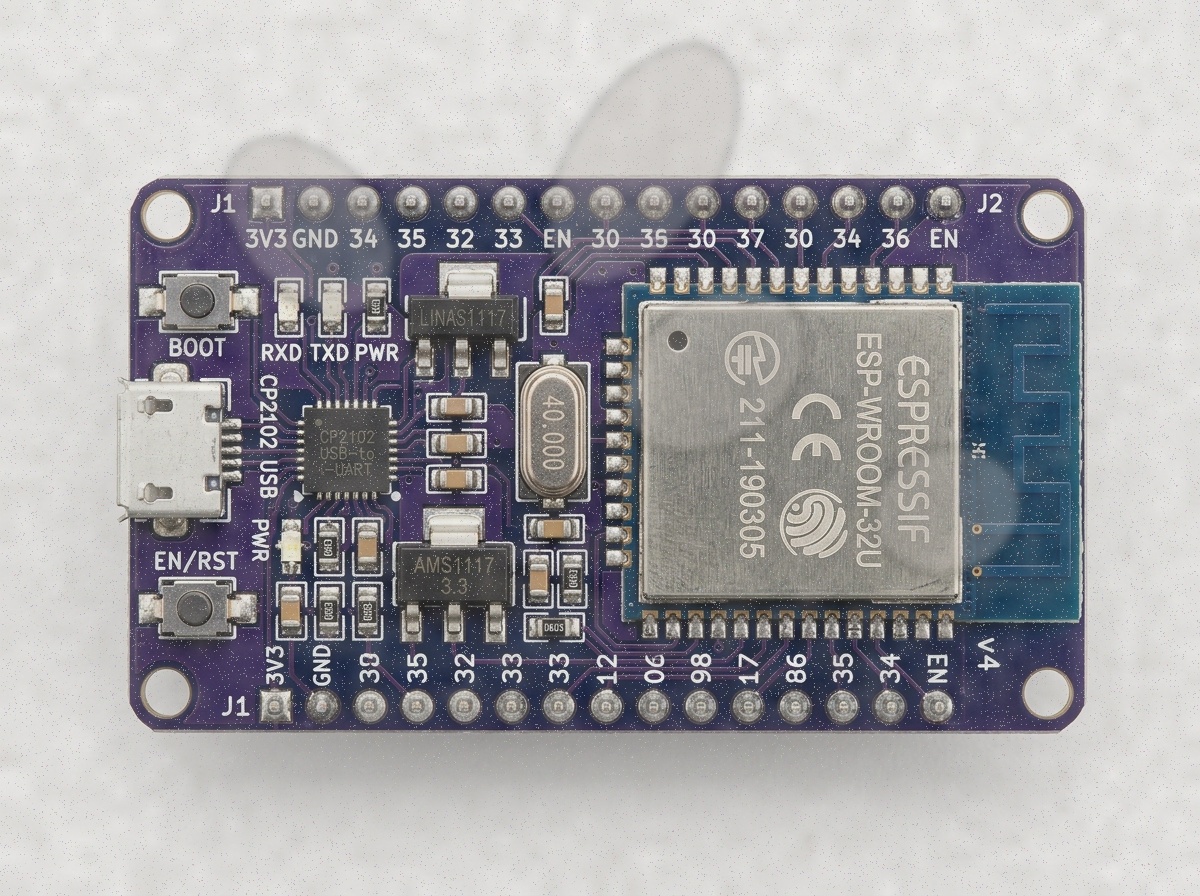 J1 J2
3V3 GND 34 35 32 33 EN 30 35 30 37 30 34 36 EN
BOOT
RXD TXD PWR
LINAS1117
CP2102 USB
CP2102
USB-to
-UART
40.000
ESPRESSIF
ESP-WROOM-32U
CE
211-190305
PWR
EN/RST
AMS1117
3.3
3V3 GND 38 35 32 33 33 12 06 98 17 86 35 34 EN
V4
J1